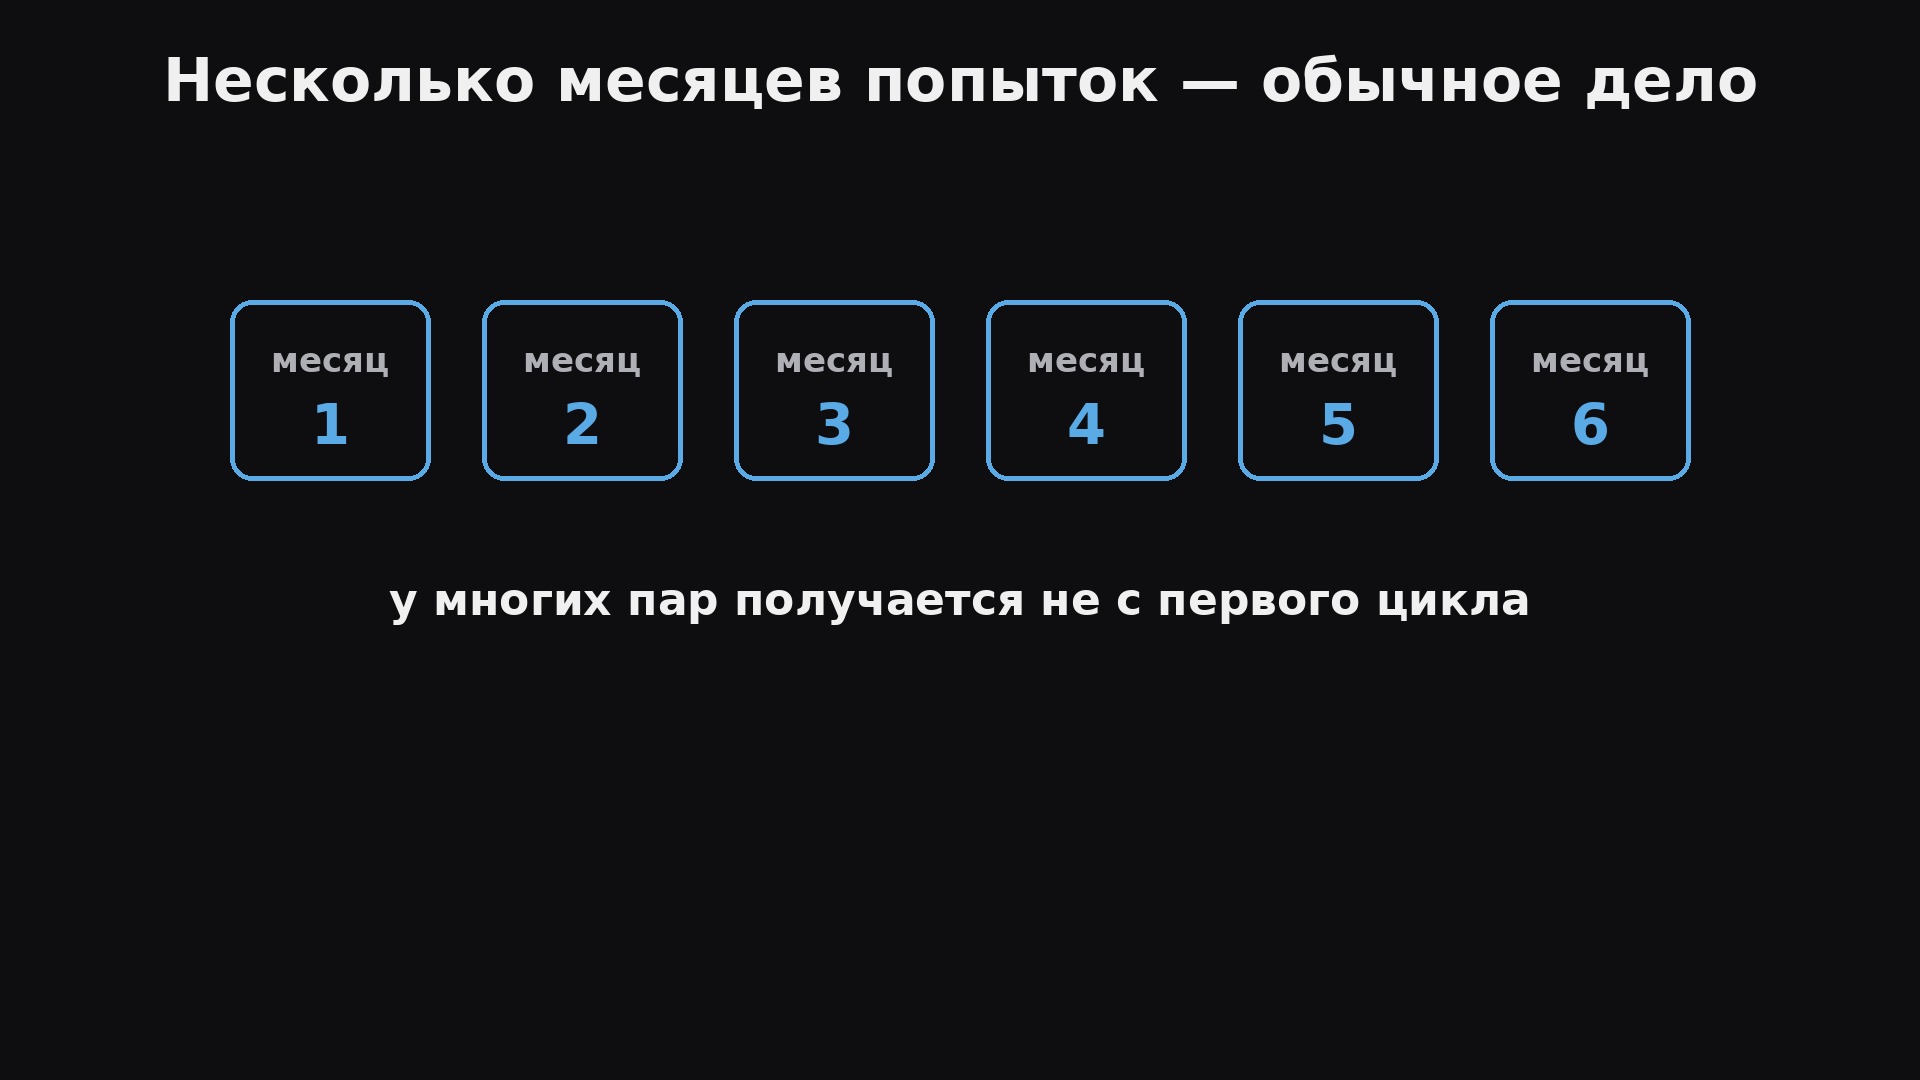 Несколько месяцев попыток — обычное дело
месяц месяц месяц месяц месяц месяц
1 2 3 4 5 6
у многих пар получается не с первого цикла